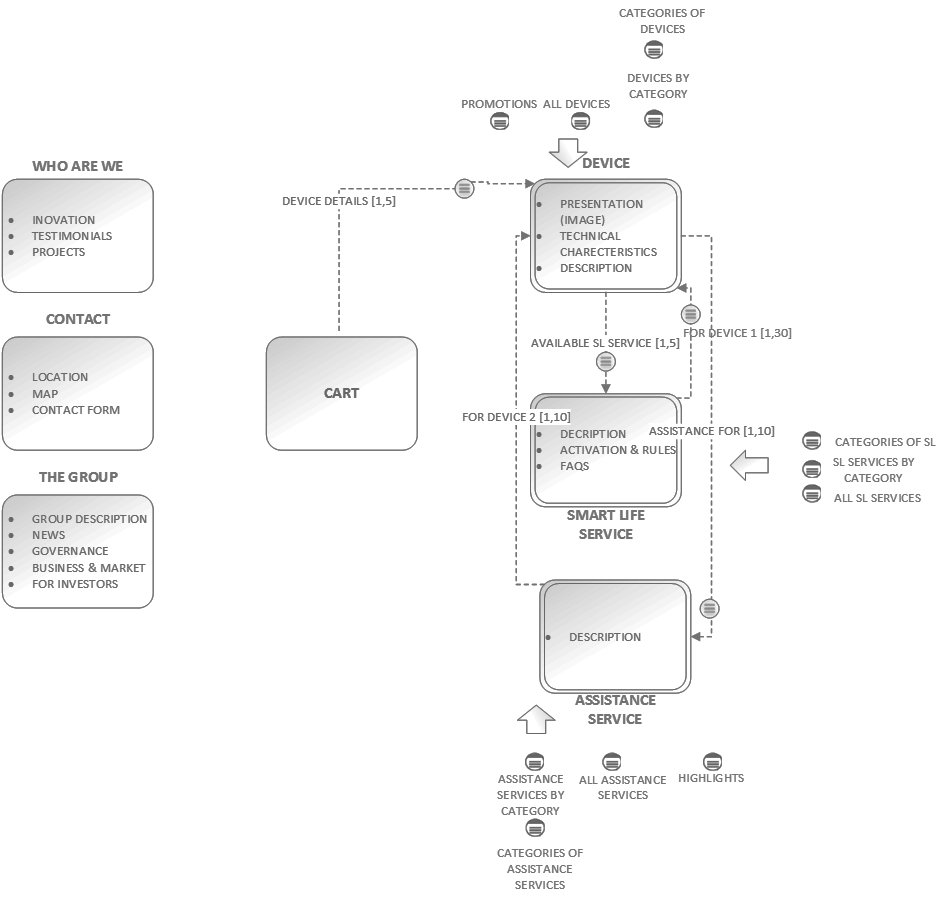 CATEGORIES OF
DEVICES
DEVICES BY
CATEGORY
PROMOTIONS
ALL DEVICES
DEVICE
PRESENTATION
(IMAGE)
TECHNICAL
CHARECTERISTICS
DESCRIPTION
WHO ARE WE
INOVATION
TESTIMONIALS
PROJECTS
CONTACT
LOCATION
MAP
CONTACT FORM
THE GROUP
GROUP DESCRIPTION
NEWS
GOVERNANCE
BUSINESS & MARKET
FOR INVESTORS
DEVICE DETAILS [1,5]
CART
AVAILABLE SL SERVICE [1,5]
FOR DEVICE 1 [1,30]
FOR DEVICE 2 [1,10]
ASSISTANCE FOR [1,10]
DECRIPTION
ACTIVATION & RULES
FAQS
SMART LIFE
SERVICE
CATEGORIES OF SL
SL SERVICES BY
CATEGORY
ALL SL SERVICES
DESCRIPTION
ASSISTANCE
SERVICE
ASSISTANCE
SERVICES BY
CATEGORY
ALL ASSISTANCE
SERVICES
HIGHLIGHTS
CATEGORIES OF
ASSISTANCE
SERVICES